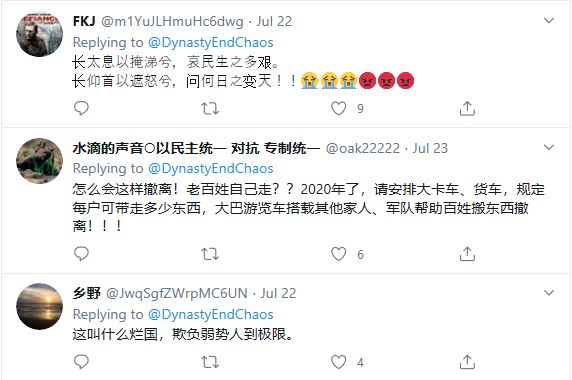 FKJ @m1YuJLHmuHc6dwg · Jul 22
Replying to @DynastyEndChaos
长太息以掩涕兮，哀民生之多艰。
长仰首以遮怒兮，问何日之变天！！😭😭😭😡😡😡
9
水滴的声音○以民主统一 对抗 专制统一 @oak22222 · Jul 23
Replying to @DynastyEndChaos
怎么会这样撤离！老百姓自己走？？2020年了，请安排大卡车、货车，规定
每户可带走多少东西，大巴游览车搭载其他家人、军队帮助百姓搬东西撤
离！！！
6
乡野 @JwqSgfZWrpMC6UN · Jul 22
Replying to @DynastyEndChaos
这叫什么烂国，欺负弱势人到极限。
4